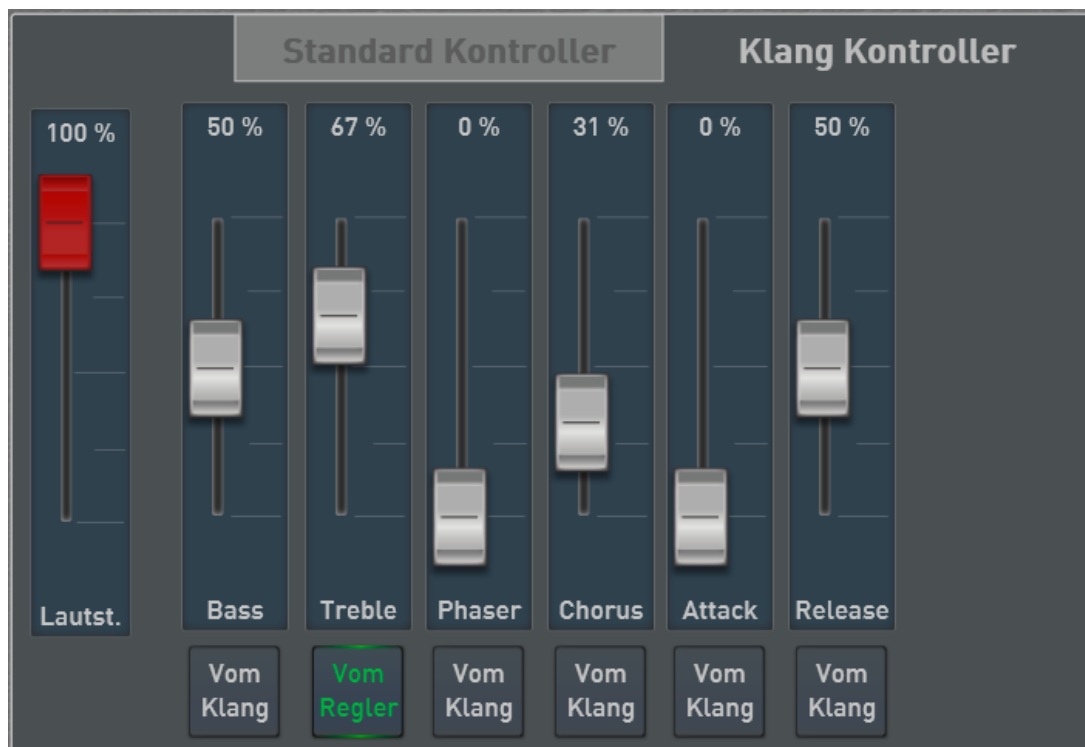 Standard Kontroller Klang Kontroller
100 % 50 % 67 % 0 % 31 % 0 % 50 %
Lautst. Bass Treble Phaser Chorus Attack Release
Vom Vom Vom Vom Vom Vom
Klang Regler Klang Klang Klang Klang